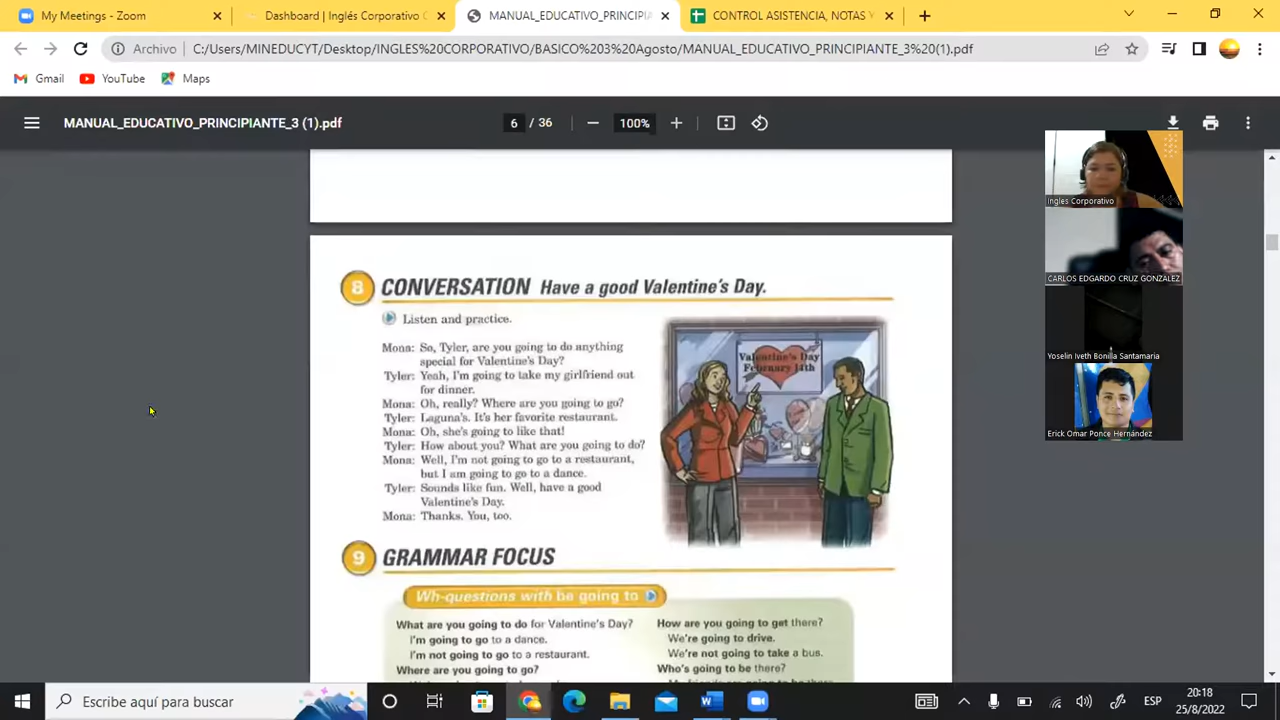 My Meetings - Zoom
Dashboard | Inglés Corporativo
MANUAL_EDUCATIVO_PRINCIPIA
CONTROL ASISTENCIA, NOTAS Y
Archivo
C:/Users/MINEDUCYT/Desktop/INGLES%20CORPORATIVO/BASICO%203%20Agosto/MANUAL_EDUCATIVO_PRINCIPIANTE_3%20(1).pdf
Gmail
YouTube
Maps
MANUAL_EDUCATIVO_PRINCIPIANTE_3 (1).pdf
6 / 36
100%
8 CONVERSATION Have a good Valentine's Day.
Listen and practice.
Mona: So, Tyler, are you going to do anything
special for Valentine's Day?
Tyler: Yeah, I'm going to take my girlfriend out
for dinner.
Mona: Oh, really? Where are you going to go?
Tyler: Laguna's. It's her favorite restaurant.
Mona: Oh, she's going to like that!
Tyler: How about you? What are you going to do?
Mona: Well, I'm not going to go to a restaurant,
but I am going to go to a dance.
Tyler: Sounds like fun. Well, have a good
Valentine's Day.
Mona: Thanks. You, too.
Valentine's Day
February 14th
9 GRAMMAR FOCUS
Wh-questions with be going to
What are you going to do for Valentine's Day?
I'm going to go to a dance.
I'm not going to go to a restaurant.
Where are you going to go?
How are you going to get there?
We're going to drive.
We're not going to take a bus.
Who's going to be there?
Ingles Corporativo
CARLOS EDGARDO CRUZ GONZALEZ
Yoselin Iveth Bonilla Santamaria
Erick Omar Ponce Hernández
Escribe aquí para buscar
ESP
20:18
25/8/2022